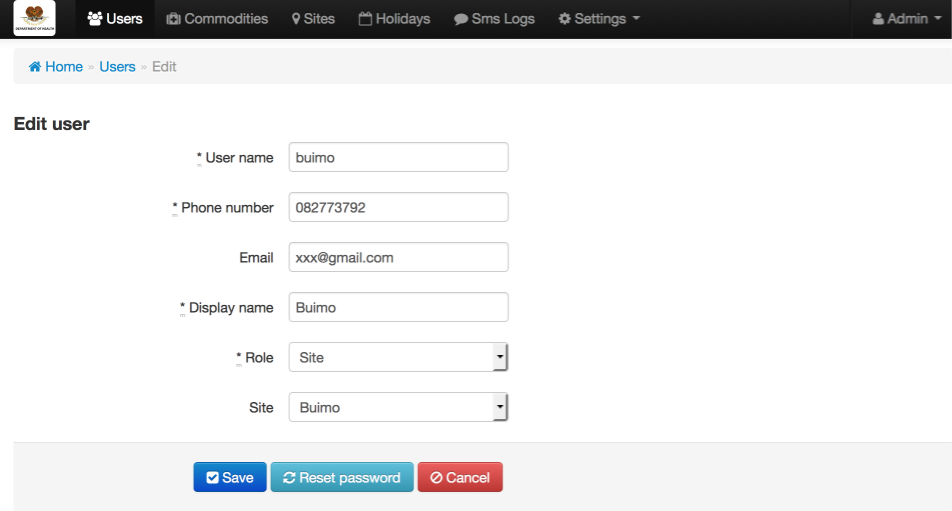 DEPARTMENT OF HEALTH
Users Commodities Sites Holidays Sms Logs Settings Admin
Home » Users » Edit
Edit user
* User name buimo
* Phone number 082773792
Email xxx@gmail.com
* Display name Buimo
* Role Site
Site Buimo
Save Reset password Cancel